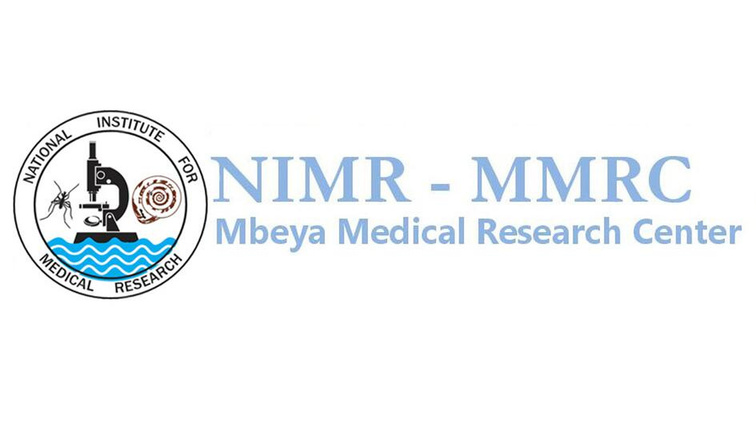 NATIONAL INSTITUTE FOR
MEDICAL RESEARCH
NIMR - MMRC
Mbeya Medical Research Center